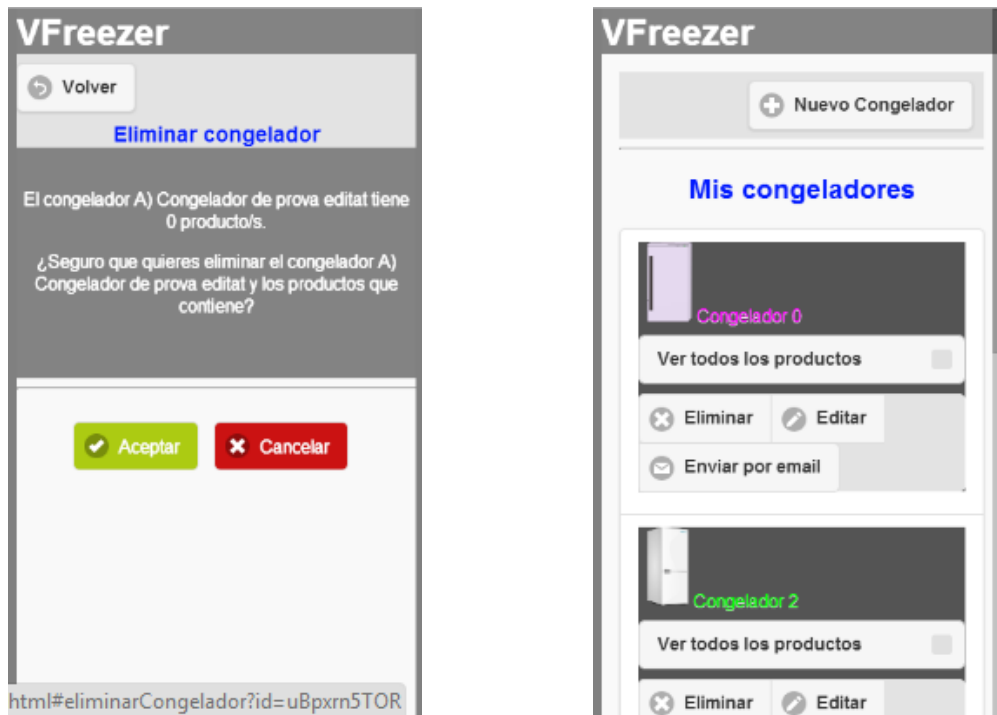 VFreezer
Volver
Eliminar congelador
El congelador A) Congelador de prova editat tiene
0 producto/s.
¿Seguro que quieres eliminar el congelador A)
Congelador de prova editat y los productos que
contiene?
Aceptar
Cancelar
html#eliminarCongelador?id=uBpxrn5TOR
VFreezer
Nuevo Congelador
Mis congeladores
Congelador 0
Ver todos los productos
Eliminar
Editar
Enviar por email
Congelador 2
Ver todos los productos
Eliminar
Editar